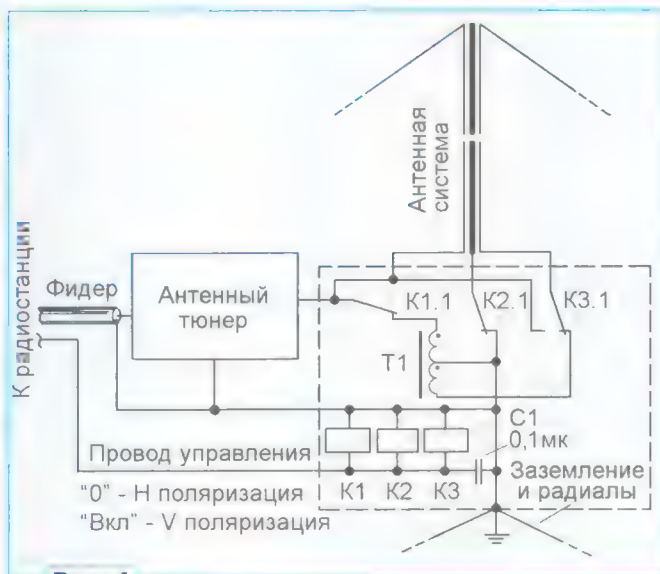 Антенная
система
К радиостанции
Фидер
Антенный
тюнер
К1.1
К2.1
К3.1
Т1
С1
0,1мк
Провод управления
"0" - Н поляризация
"Вкл" - V поляризация
К1
К2
К3
Заземление
и радиалы